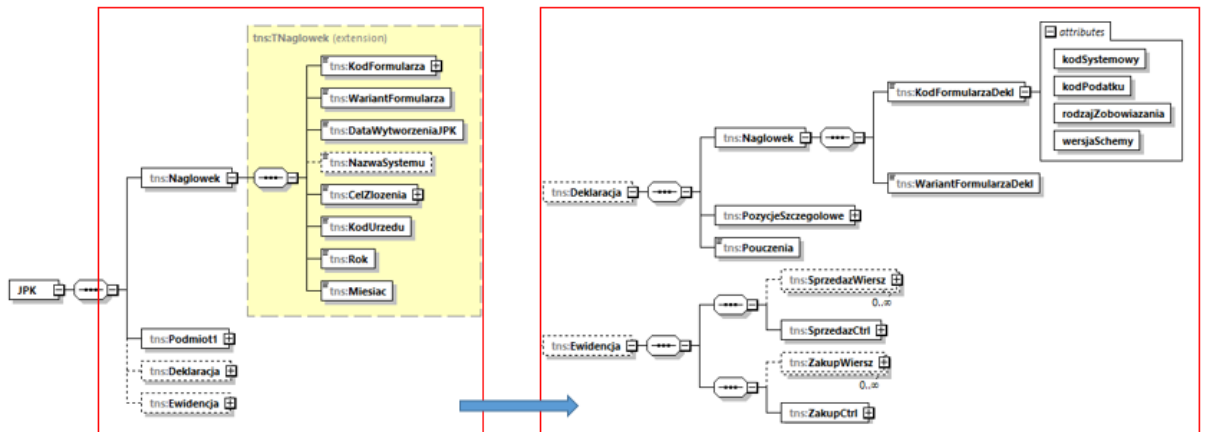 tns:TNaglowek (extension)
tns:KodFormularza
tns:WariantFormularza
tns:DataWytworzeniaJPK
tns:NazwaSystemu
tns:CelZlozenia
tns:KodUrzedu
tns:Rok
tns:Miesiac
tns:Naglowek
JPK
tns:Podmiot1
tns:Deklaracja
tns:Ewidencja
attributes
kodSystemowy
kodPodatku
rodzajZobowiazania
wersjaSchemy
tns:KodFormularzaDekl
tns:Naglowek
tns:WariantFormularzaDekl
tns:Deklaracja
tns:PozycjeSzczegolowe
tns:Pouczenia
tns:SprzedazWiersz
0..∞
tns:SprzedazCtrl
tns:Ewidencja
tns:ZakupWiersz
0..∞
tns:ZakupCtrl